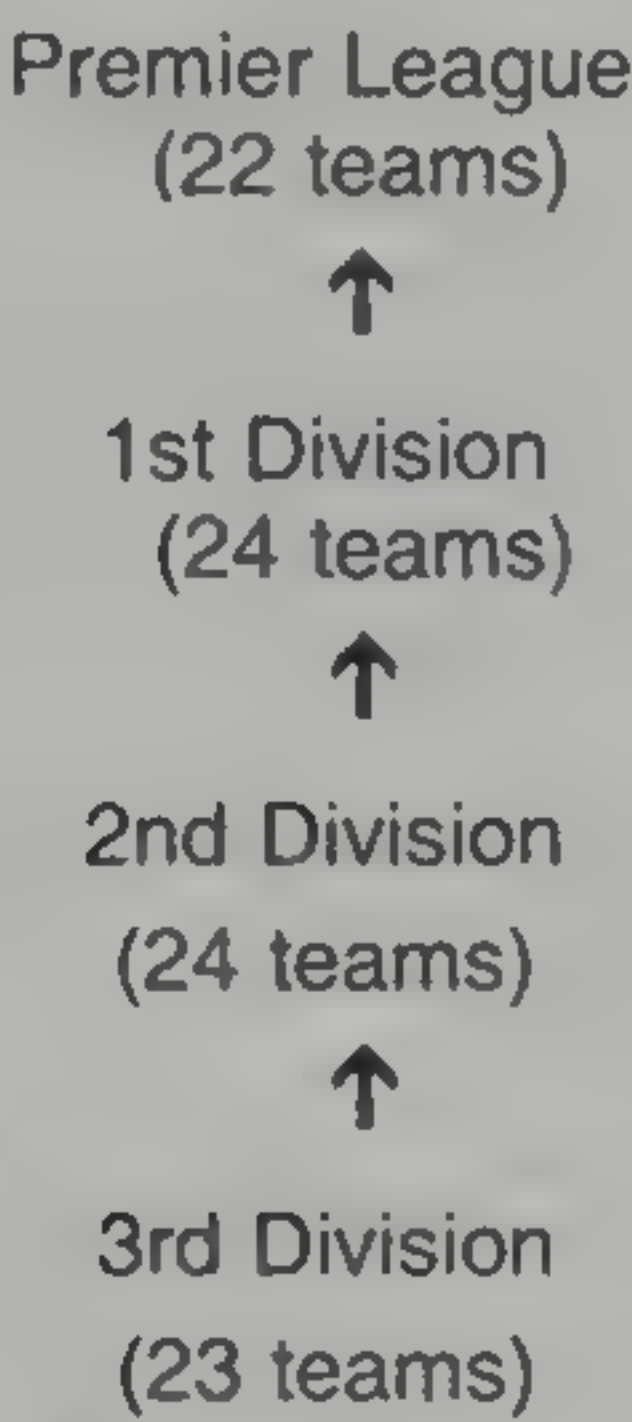 Premier League
(22 teams)
↑
1st Division
(24 teams)
↑
2nd Division
(24 teams)
↑
3rd Division
(23 teams)